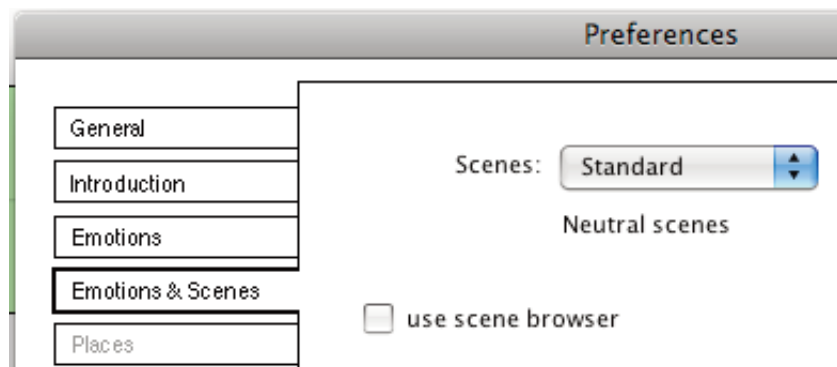 Preferences
General
Introduction
Emotions
Emotions & Scenes
Places
Scenes: Standard
Neutral scenes
use scene browser